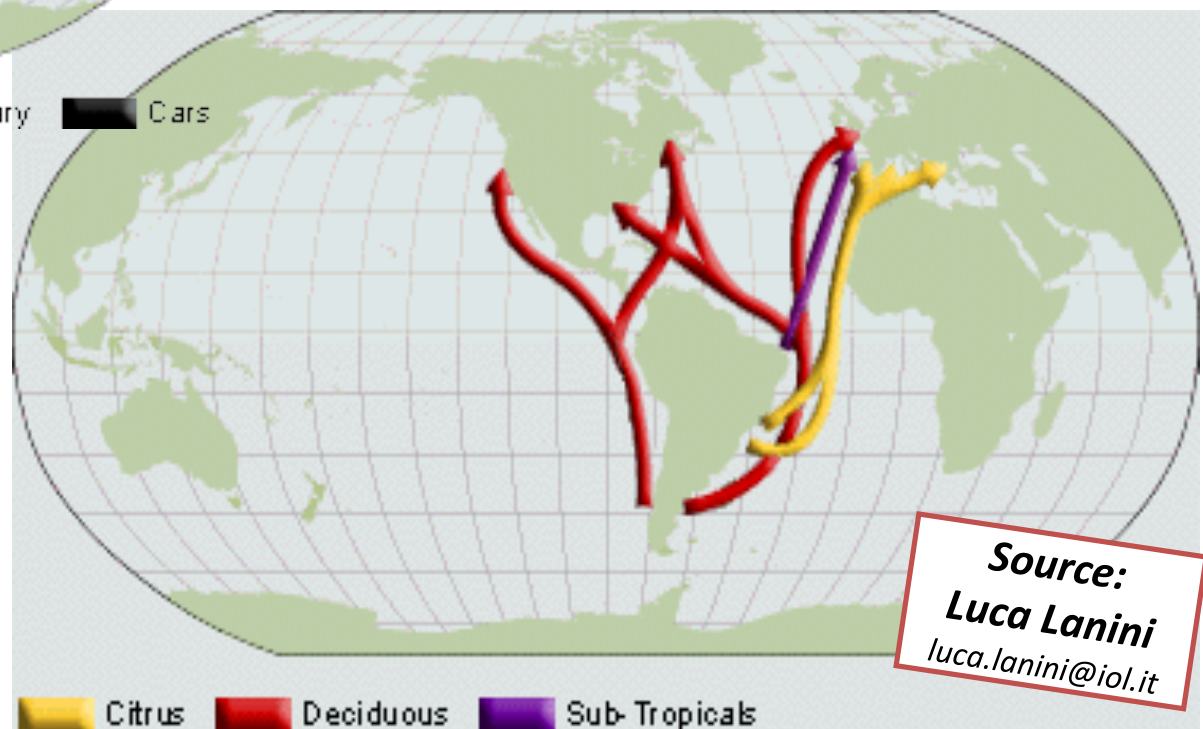 Cars
Source:
Luca Lanini
luca.lanini@iol.it
Citrus Deciduous Sub-Tropicals